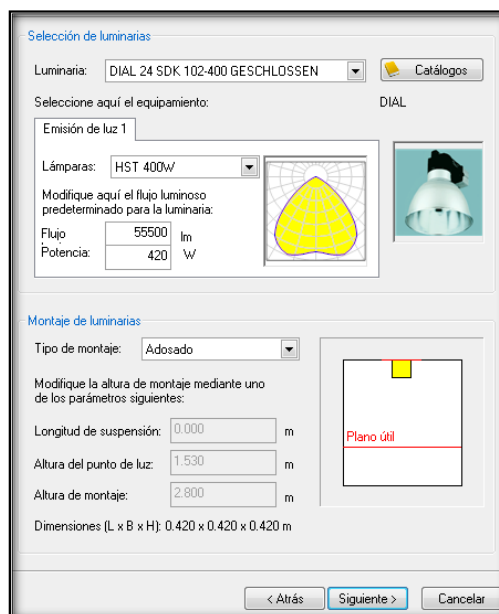 Selección de luminarias
Luminaria: DIAL 24 SDK 102-400 GESCHLOSSEN Catálogos
Seleccione aquí el equipamiento: DIAL
Emisión de luz 1
Lámparas: HST 400W
Modifique aquí el flujo luminoso
predeterminado para la luminaria:
Flujo 55500 lm
Potencia: 420 W
Montaje de luminarias
Tipo de montaje: Adosado
Modifique la altura de montaje mediante uno
de los parámetros siguientes:
Longitud de suspensión: 0.000 m
Altura del punto de luz: 1.530 m
Altura de montaje: 2.800 m
Plano útil
Dimensiones (L x B x H): 0.420 x 0.420 x 0.420 m
< Atrás Siguiente > Cancelar